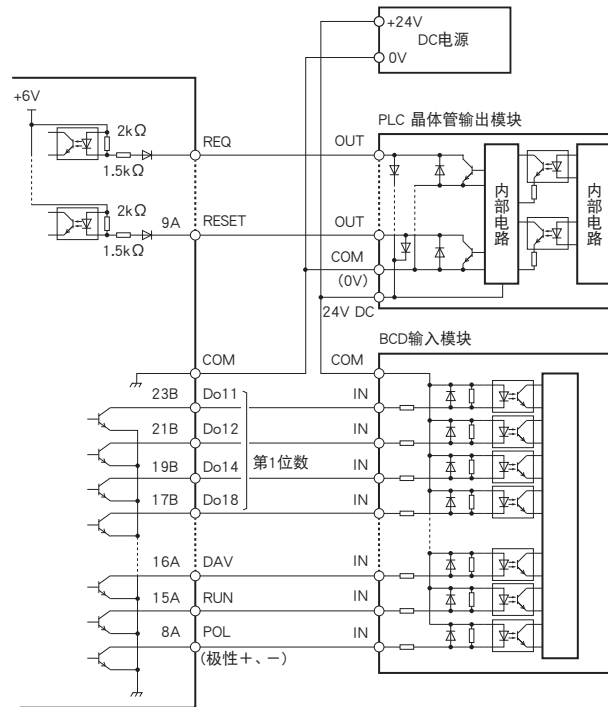 +24V
DC电源
0V
+6V
PLC 晶体管输出模块
2kΩ
REQ
OUT
1.5kΩ
内部电路
内部电路
2kΩ
9A
RESET
OUT
1.5kΩ
COM
(0V)
24V DC
BCD输入模块
COM
COM
23B
Do11
IN
21B
Do12
IN
19B
Do14
第1位数
IN
17B
Do18
IN
16A
DAV
IN
15A
RUN
IN
8A
POL
IN
(极性+、-)